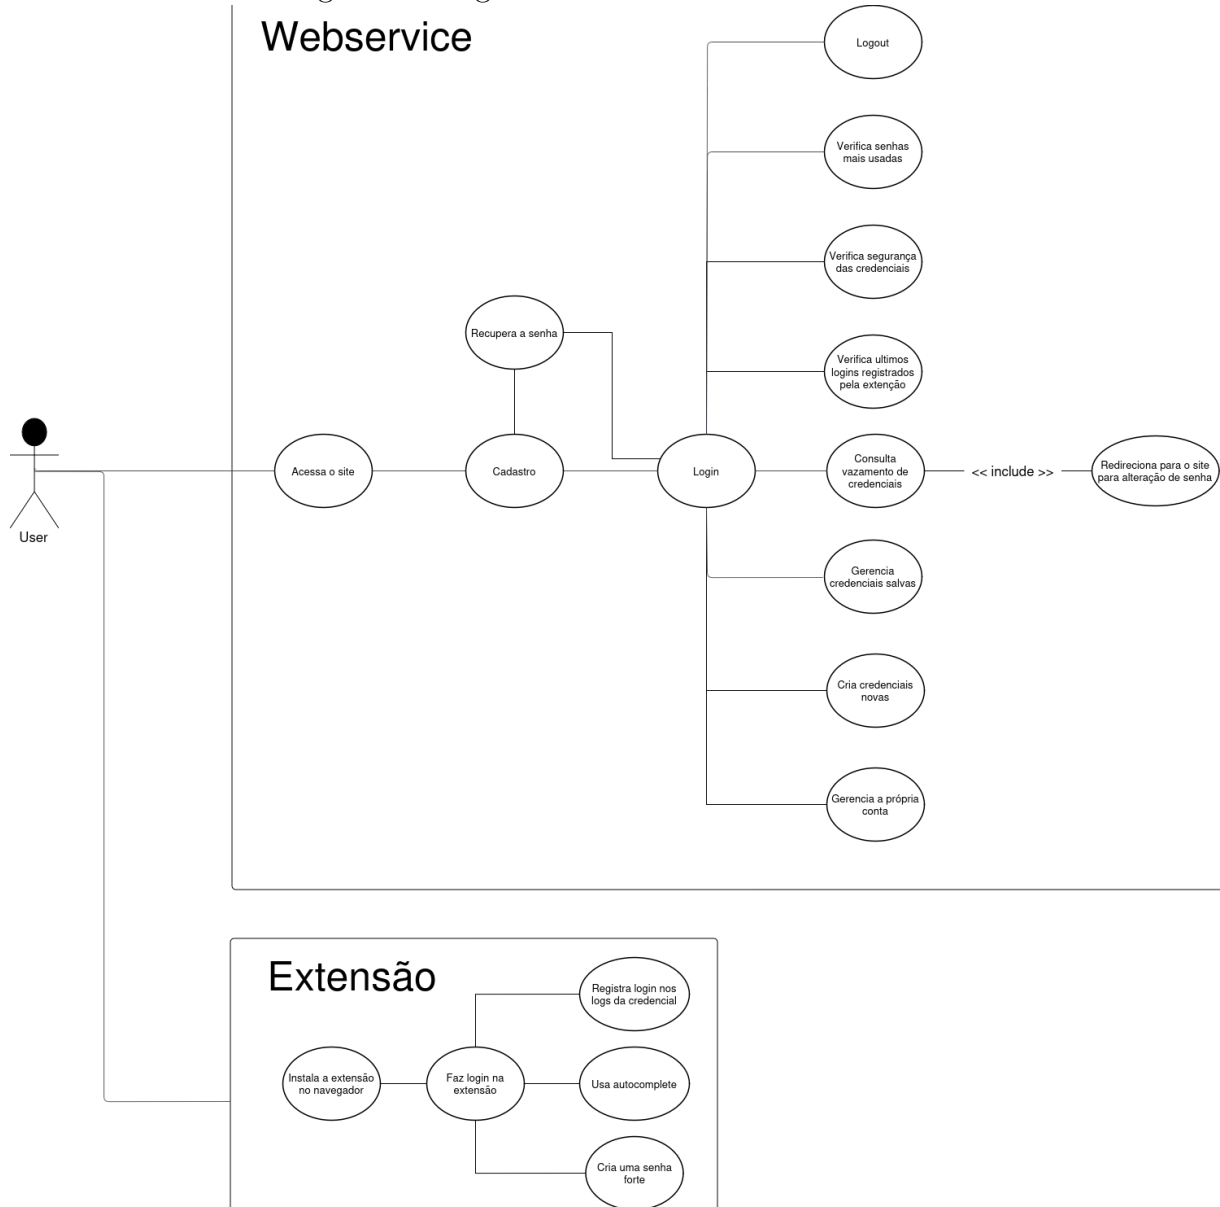 Webservice
Logout
Verifica senhas
mais usadas
Verifica segurança
das credenciais
Recupera a senha
Verifica ultimos
logins registrados
pela extenção
User
Acessa o site
Cadastro
Login
Consulta
vazamento de
credenciais
<< include >>
Redireciona para o site
para alteração de senha
Gerencia
credenciais salvas
Cria credenciais
novas
Gerencia a própria
conta
Extensão
Registra login nos
logs da credencial
Instala a extensão
no navegador
Faz login na
extensão
Usa autocomplete
Cria uma senha
forte